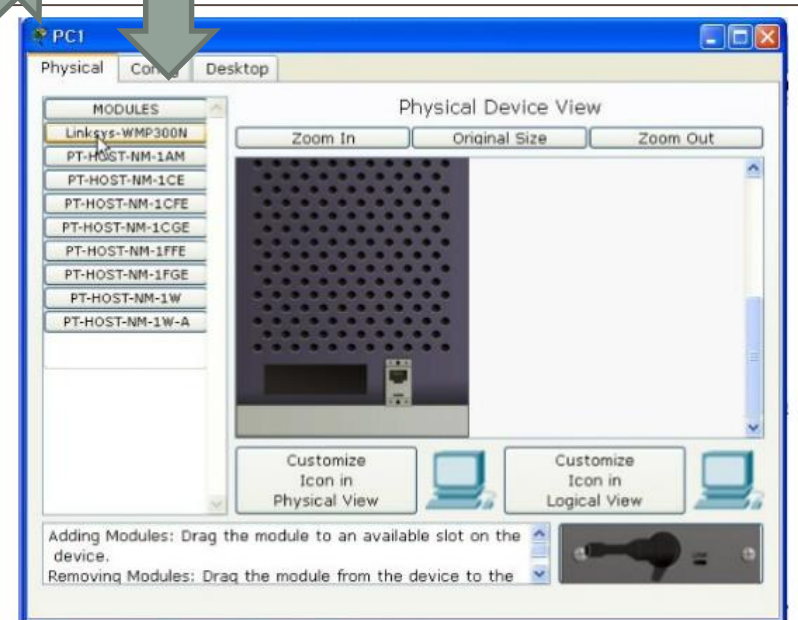 PC1
Physical
Desktop
MODULES
Linksys-WMP300N
PT-HOST-NM-1AM
PT-HOST-NM-1CE
PT-HOST-NM-1CFE
PT-HOST-NM-1CGE
PT-HOST-NM-1FFE
PT-HOST-NM-1FGE
PT-HOST-NM-1W
PT-HOST-NM-1W-A
Physical Device View
Zoom In
Original Size
Zoom Out
Customize
Icon in
Physical View
Customize
Icon in
Logical View
Adding Modules: Drag the module to an available slot on the
device.
Removing Modules: Drag the module from the device to the